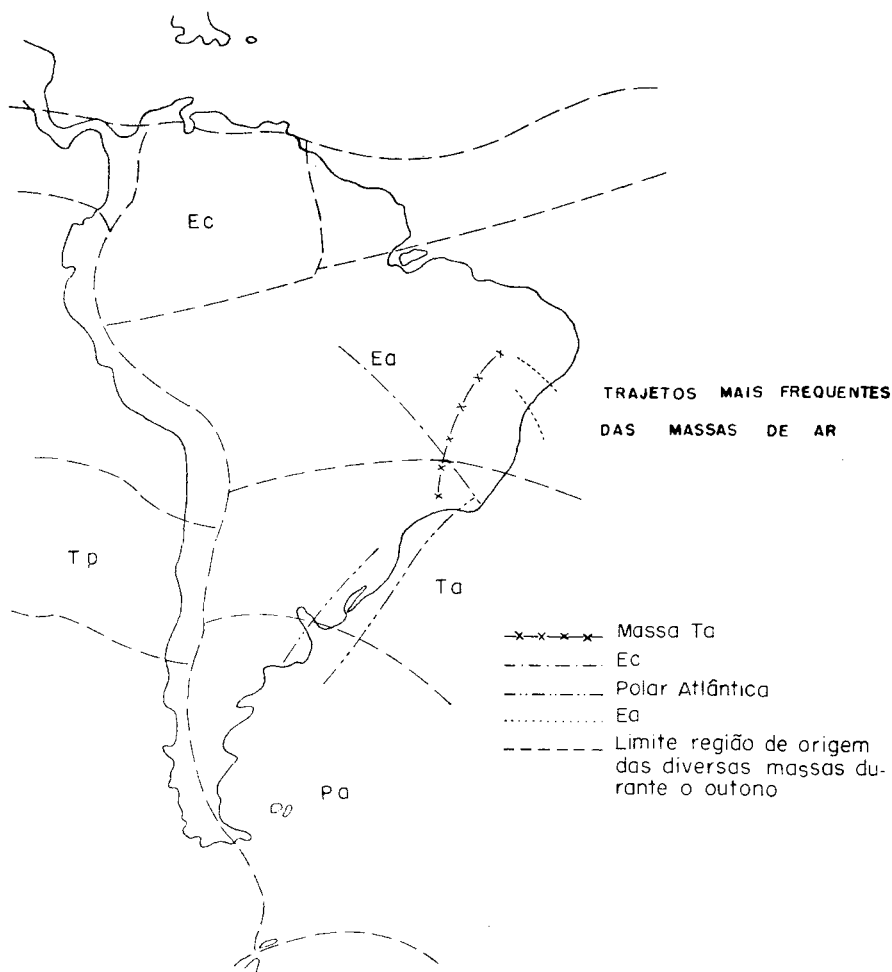 Ec
Ea
TRAJETOS MAIS FREQUENTES
DAS MASSAS DE AR
Tp
Ta
Massa Ta
Ec
Polar Atlântica
Ea
Limite região de origem
das diversas massas du-
rante o outono
Pa